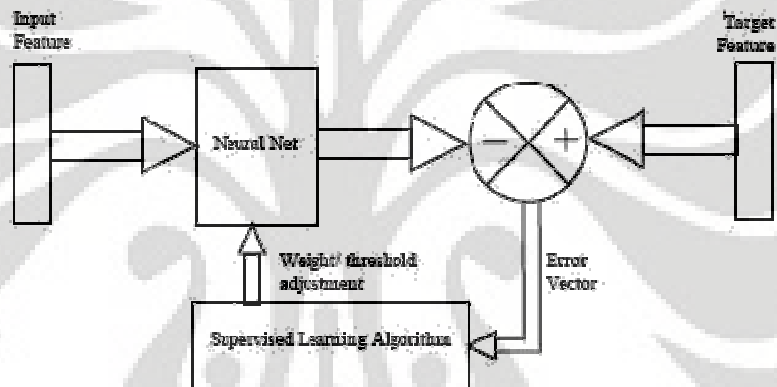 Input
Feature
Target
Feature
Neural Net
−
+
Weight/ threshold
adjustment
Error
Vector
Supervised Learning Algorithm